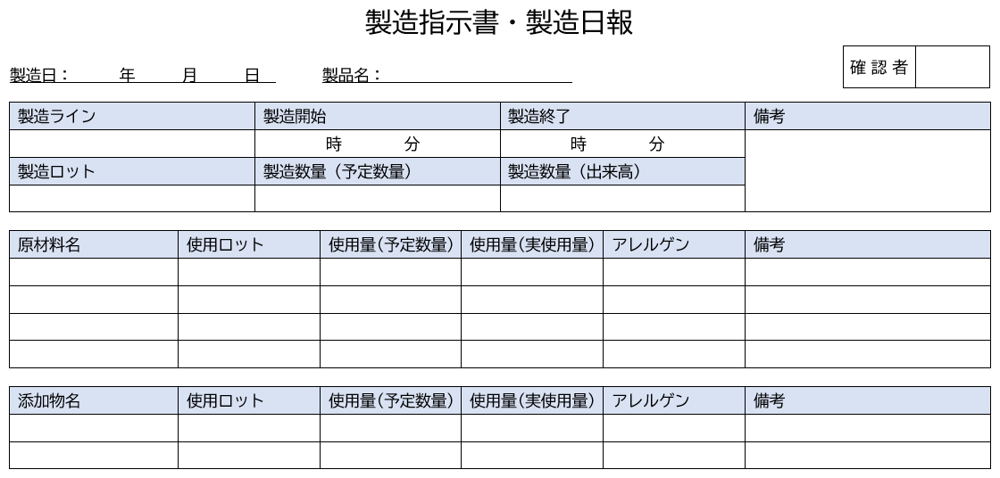 製造指示書・製造日報
製造日： 年 月 日 製品名：
確認者
製造ライン 製造開始 製造終了 備考
時 分 時 分
製造ロット 製造数量（予定数量） 製造数量（出来高）
原材料名 使用ロット 使用量(予定数量) 使用量(実使用量) アレルゲン 備考
添加物名 使用ロット 使用量(予定数量) 使用量(実使用量) アレルゲン 備考